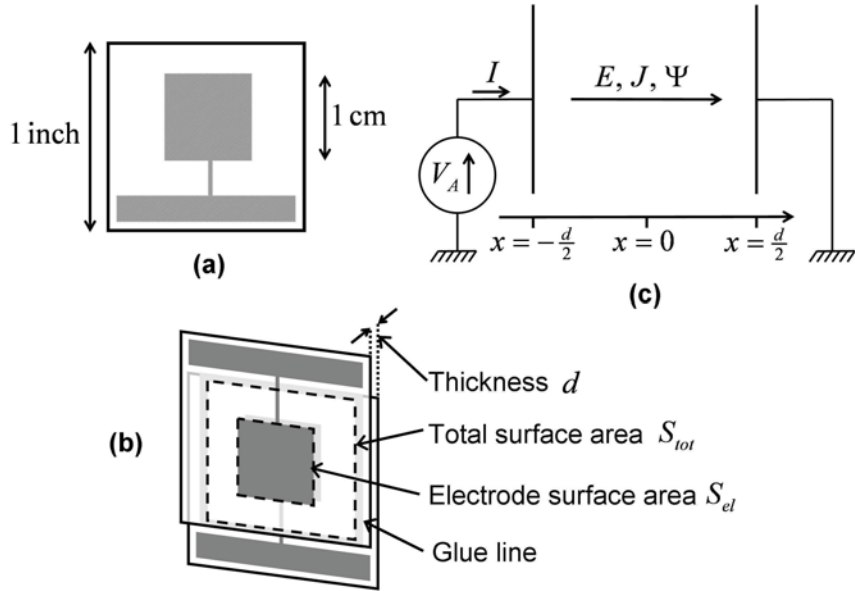 1 inch
1 cm
(a)
I
E, J, Ψ
V_A
x = -d/2
x = 0
x = d/2
(c)
(b)
Thickness d
Total surface area S_tot
Electrode surface area S_el
Glue line